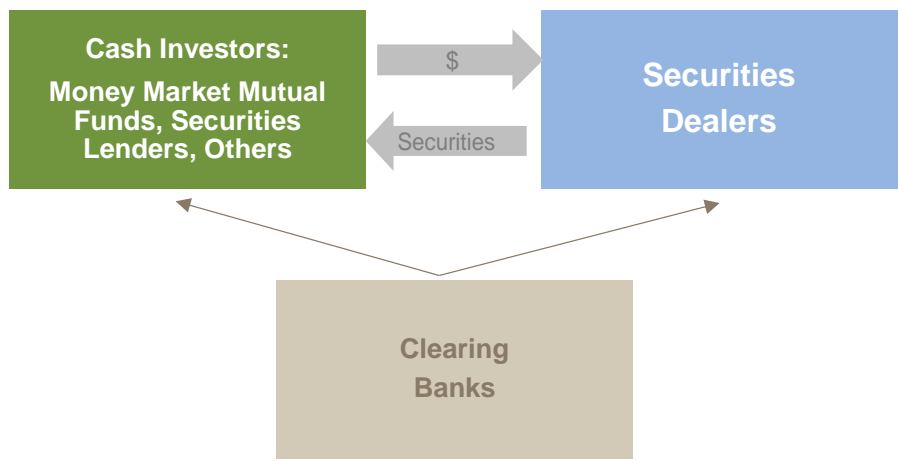 Cash Investors:
Money Market Mutual
Funds, Securities
Lenders, Others
$
Securities
Securities
Dealers
Clearing
Banks